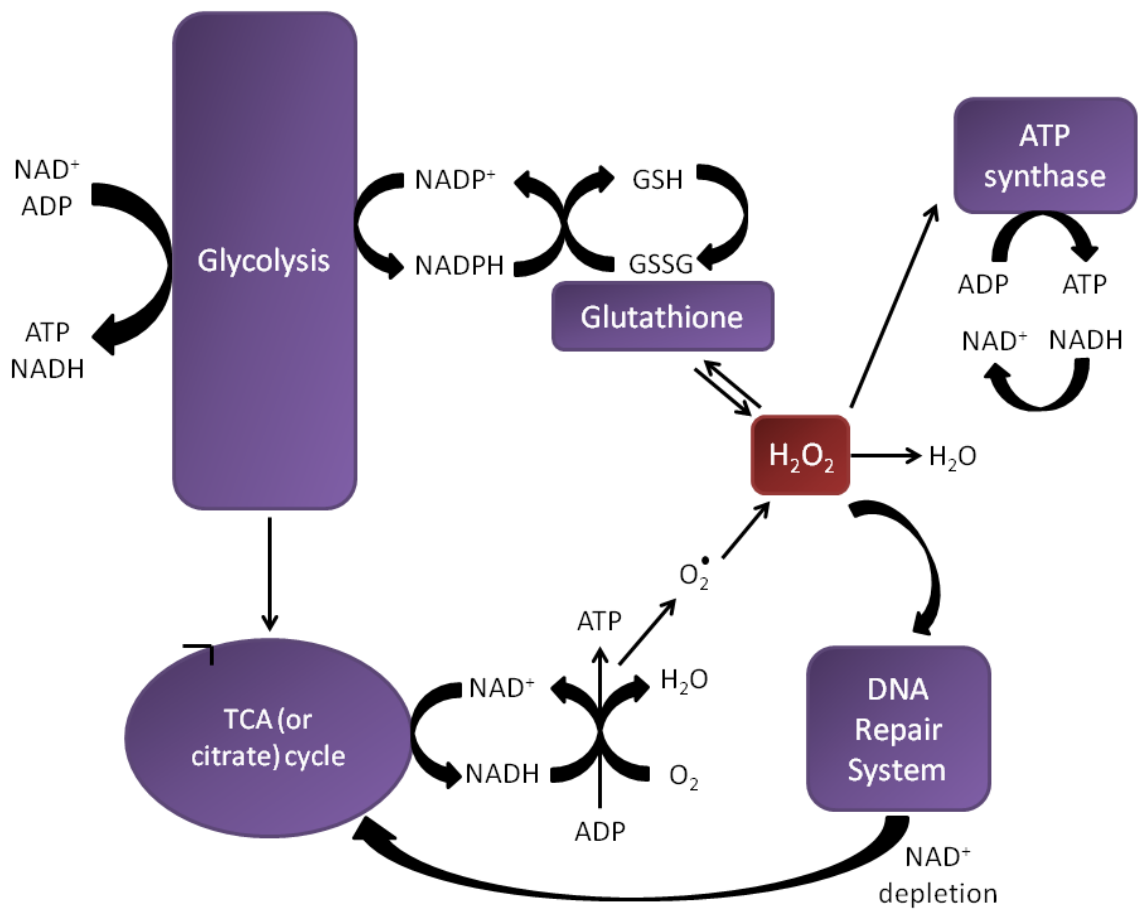 NAD⁺
ADP
Glycolysis
ATP
NADH
NADP⁺
NADPH
GSH
GSSG
Glutathione
ATP
synthase
ADP
ATP
NAD⁺
NADH
H₂O₂
H₂O
O₂•
ATP
H₂O
NAD⁺
NADH
O₂
ADP
TCA (or
citrate) cycle
DNA
Repair
System
NAD⁺
depletion